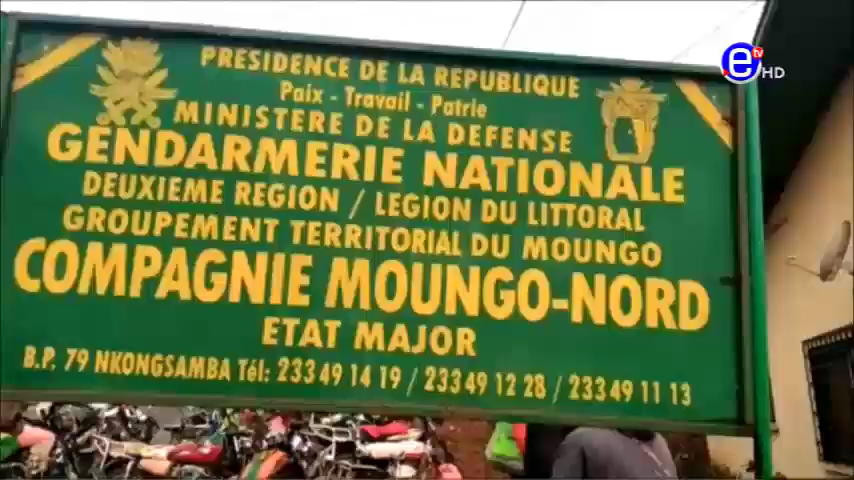 PRESIDENCE DE LA REPUBLIQUE
Paix - Travail - Patrie
MINISTERE DE LA DEFENSE
GENDARMERIE NATIONALE
DEUXIEME REGION / LEGION DU LITTORAL
GROUPEMENT TERRITORIAL DU MOUNGO
COMPAGNIE MOUNGO-NORD
ETAT MAJOR
B.P. 79 NKONGSAMBA Tél: 233 49 14 19 / 233 49 12 28 / 233 49 11 13
e tv HD